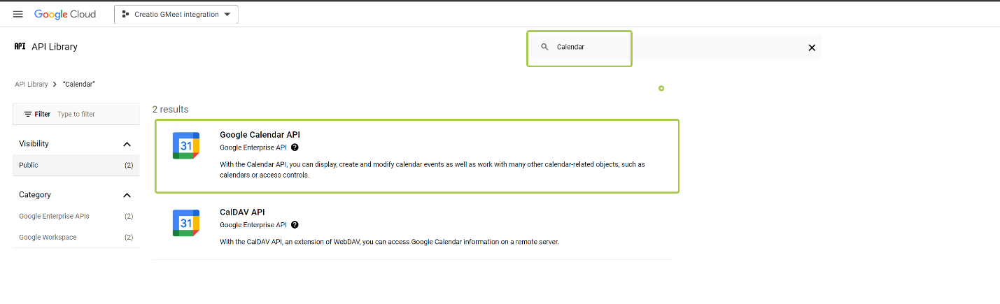 Google Cloud
Creatio GMeet integration
API API Library
Calendar
API Library
“Calendar”
Filter Type to filter
2 results
Visibility
Public (2)
Category
Google Enterprise APIs (2)
Google Workspace (2)
31
Google Calendar API
Google Enterprise API ?
With the Calendar API, you can display, create and modify calendar events as well as work with many other calendar-related objects, such as
calendars or access controls.
31
CalDAV API
Google Enterprise API ?
With the CalDAV API, an extension of WebDAV, you can access Google Calendar information on a remote server.